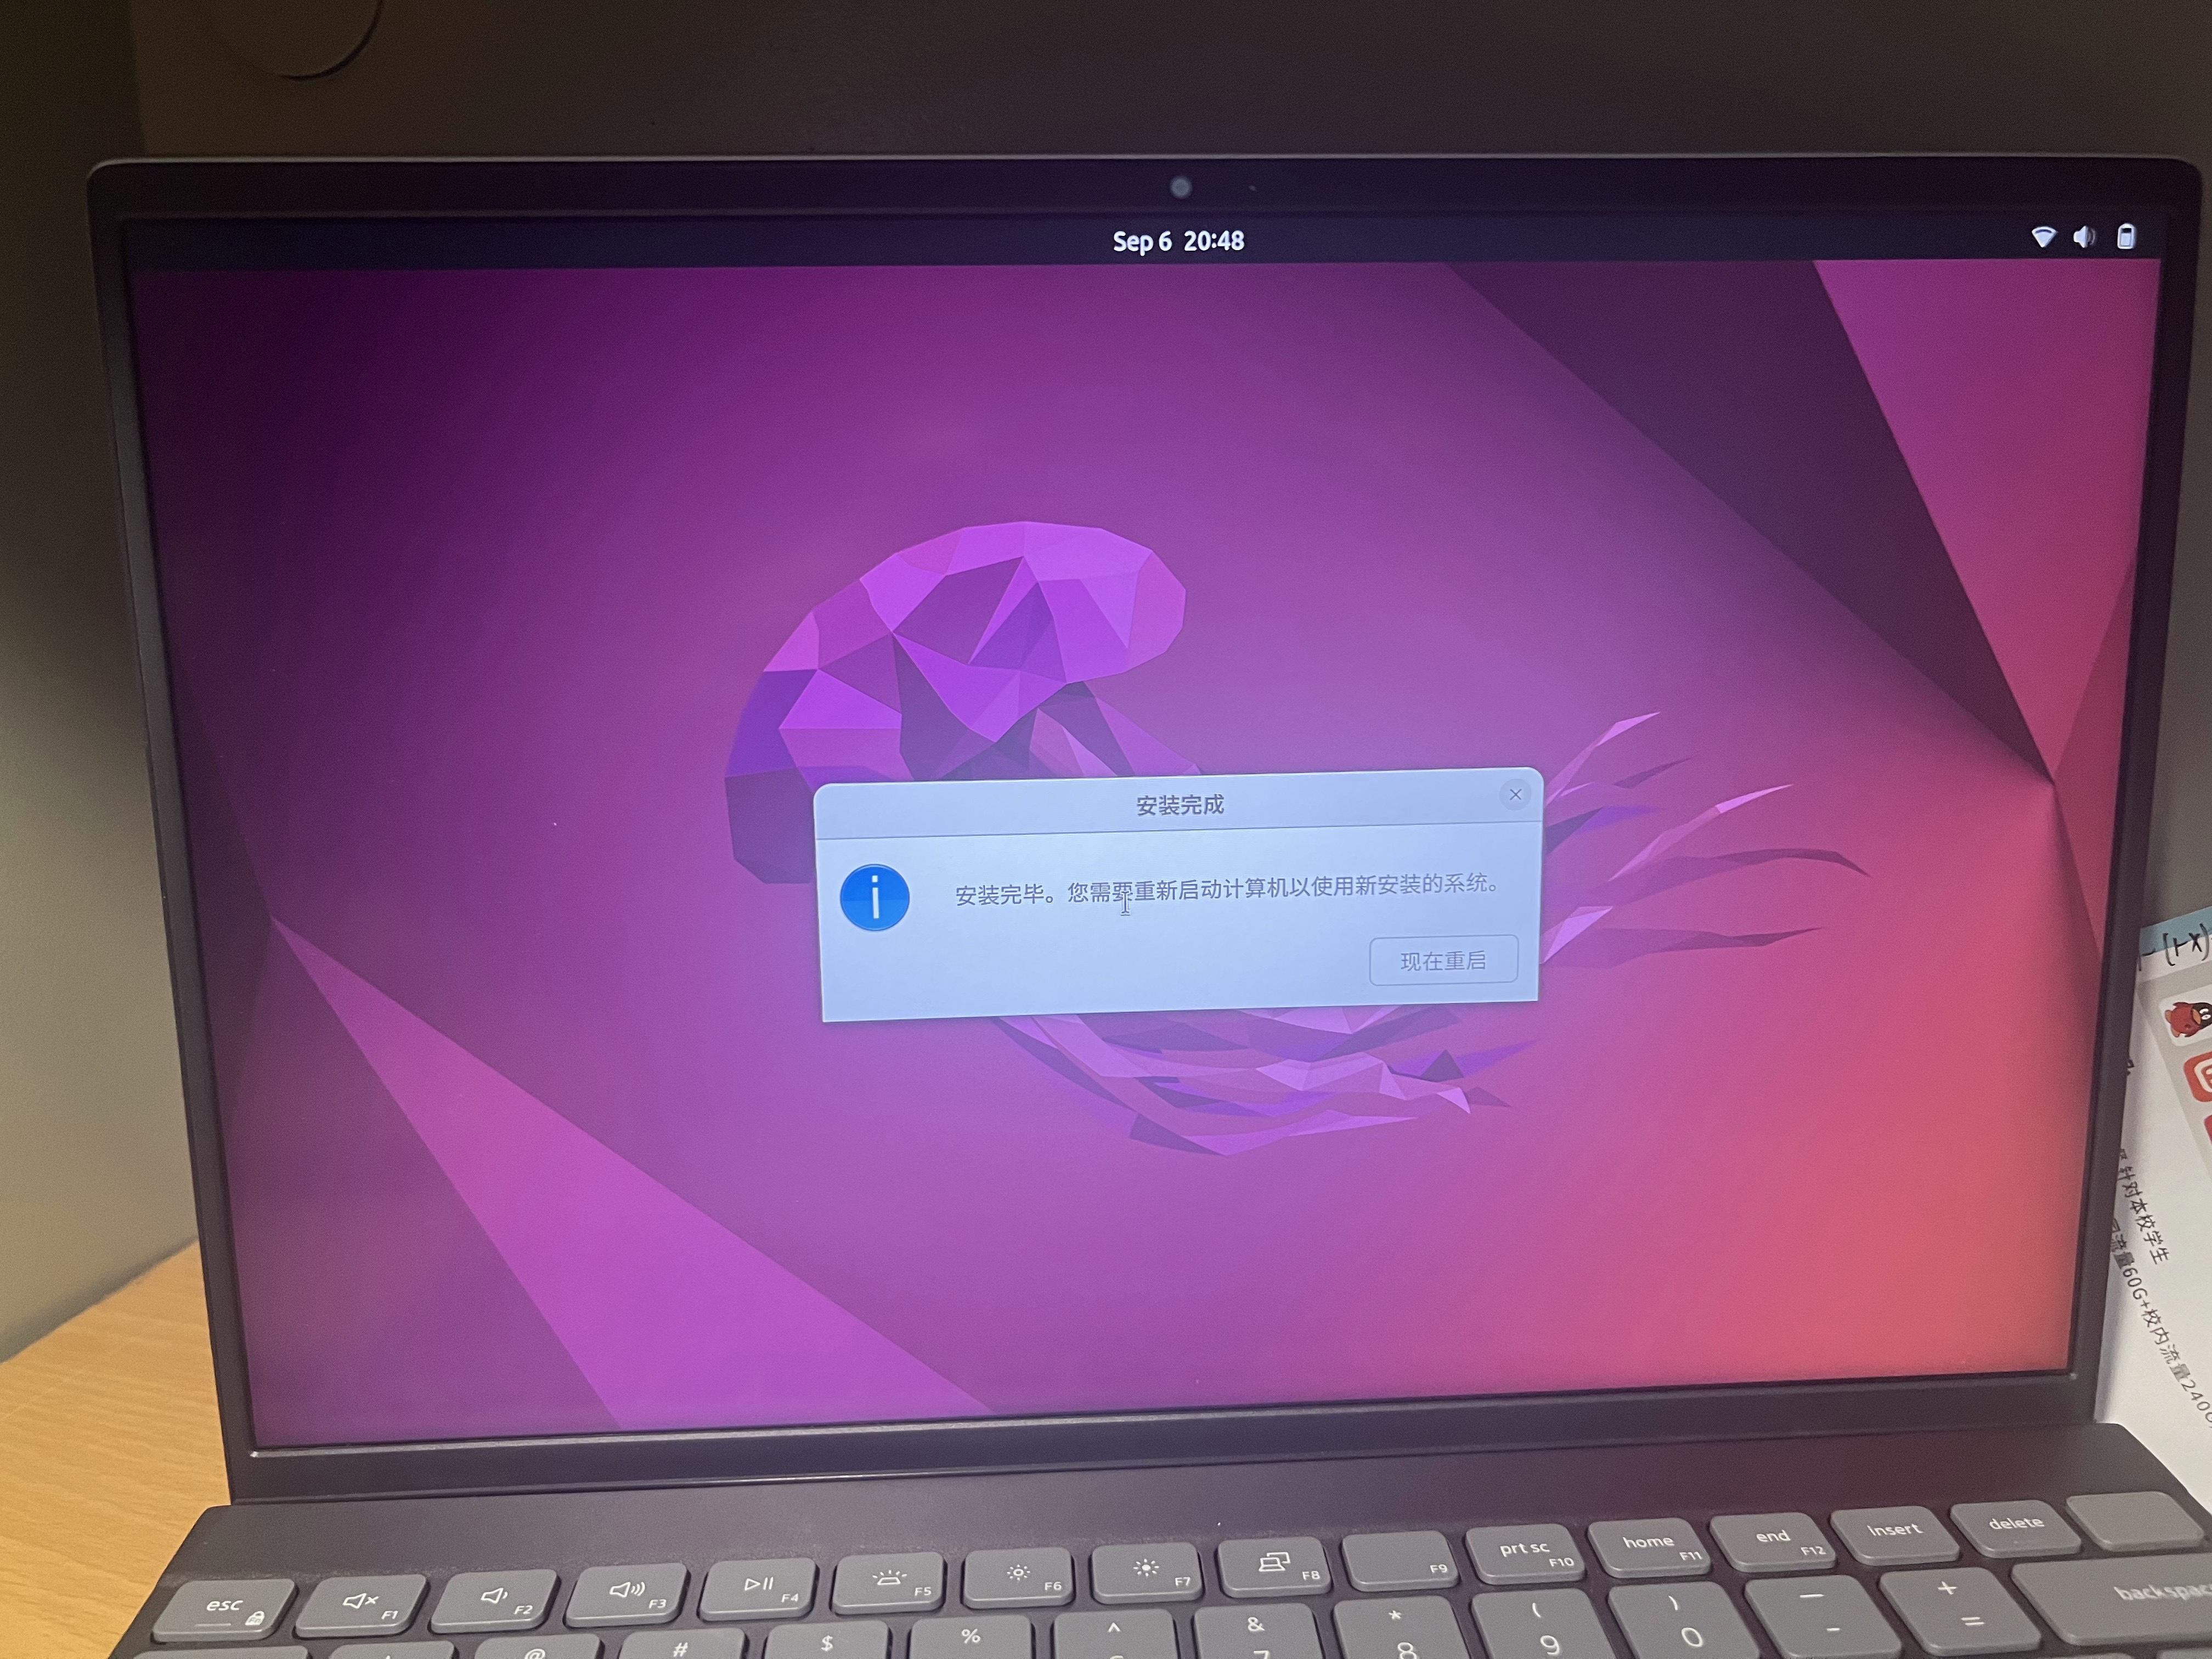 Sep 6 20:48
安装完成
安装完毕。您需要重新启动计算机以使用新安装的系统。
现在重启
针对本校学生
流量60G+校内流量240
esc
F1
F2
F3
F4
F5
F6
F7
F8
F9
prt sc F10
home F11
end F12
insert
delete
@
#
$
%
^
& 7
* 8
( 9
) 0
— -
+ =
backspac